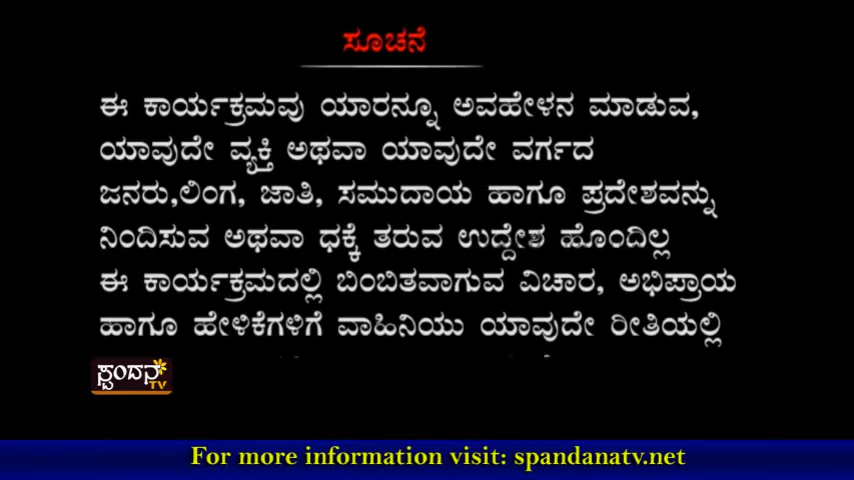 ಸೂಚನೆ
ಈ ಕಾರ್ಯಕ್ರಮವು ಯಾರನ್ನೂ ಅವಹೇಳನ ಮಾಡುವ,
ಯಾವುದೇ ವ್ಯಕ್ತಿ ಅಥವಾ ಯಾವುದೇ ವರ್ಗದ
ಜನರು,ಲಿಂಗ, ಜಾತಿ, ಸಮುದಾಯ ಹಾಗೂ ಪ್ರದೇಶವನ್ನು
ನಿಂದಿಸುವ ಅಥವಾ ಧಕ್ಕೆ ತರುವ ಉದ್ದೇಶ ಹೊಂದಿಲ್ಲ
ಈ ಕಾರ್ಯಕ್ರಮದಲ್ಲಿ ಬಿಂಬಿತವಾಗುವ ವಿಚಾರ, ಅಭಿಪ್ರಾಯ
ಹಾಗೂ ಹೇಳಿಕೆಗಳಿಗೆ ವಾಹಿನಿಯು ಯಾವುದೇ ರೀತಿಯಲ್ಲಿ
ಸ್ಪಂದನ TV
For more information visit: spandanatv.net